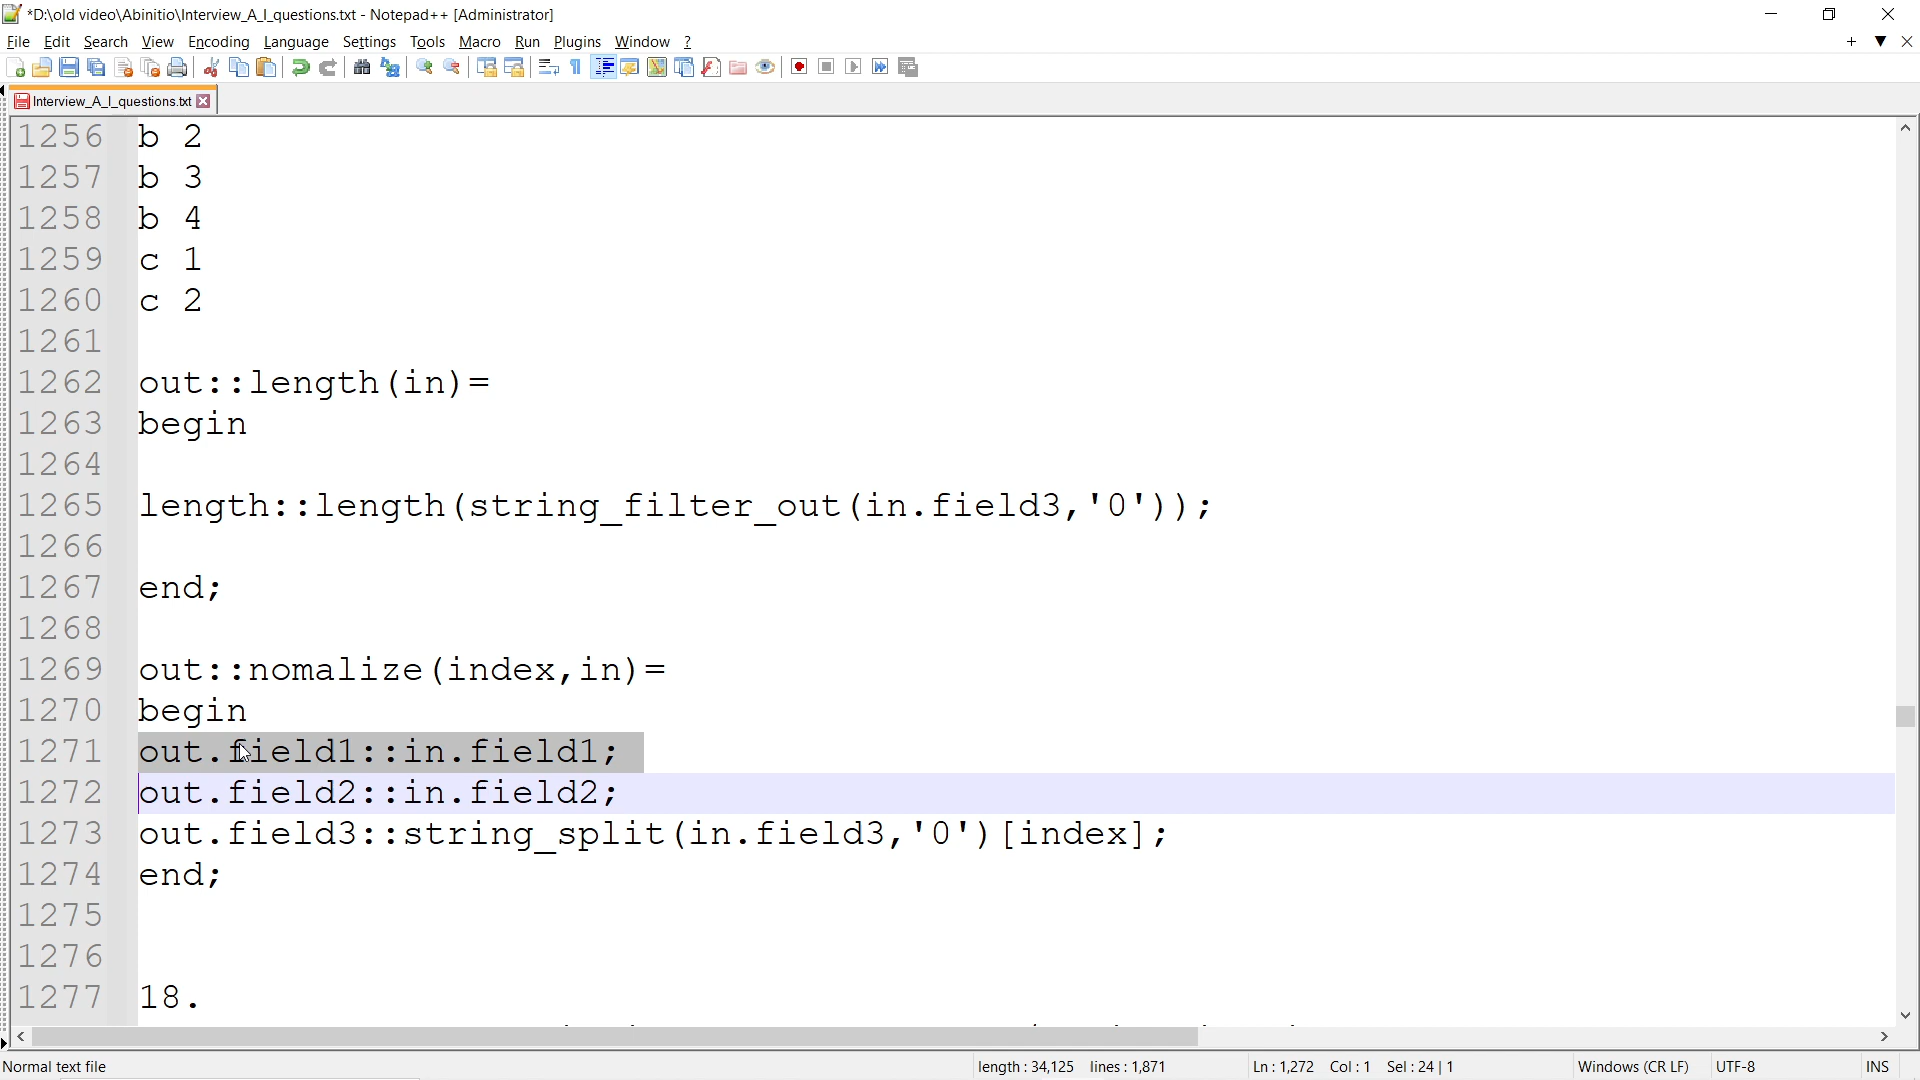 *D:\old video\Abinitio\Interview_A_I_questions.txt - Notepad++ [Administrator]
File Edit Search View Encoding Language Settings Tools Macro Run Plugins Window ?
Interview_A_I_questions.txt
1256 b 2
1257 b 3
1258 b 4
1259 c 1
1260 c 2
1261
1262 out::length(in)=
1263 begin
1264
1265 length::length(string_filter_out(in.field3,'0'));
1266
1267 end;
1268
1269 out::nomalize(index,in)=
1270 begin
1271 out.field1::in.field1;
1272 out.field2::in.field2;
1273 out.field3::string_split(in.field3,'0')[index];
1274 end;
1275
1276
1277 18.
Normal text file length : 34,125 lines : 1,871 Ln : 1,272 Col : 1 Sel : 24 | 1 Windows (CR LF) UTF-8 INS